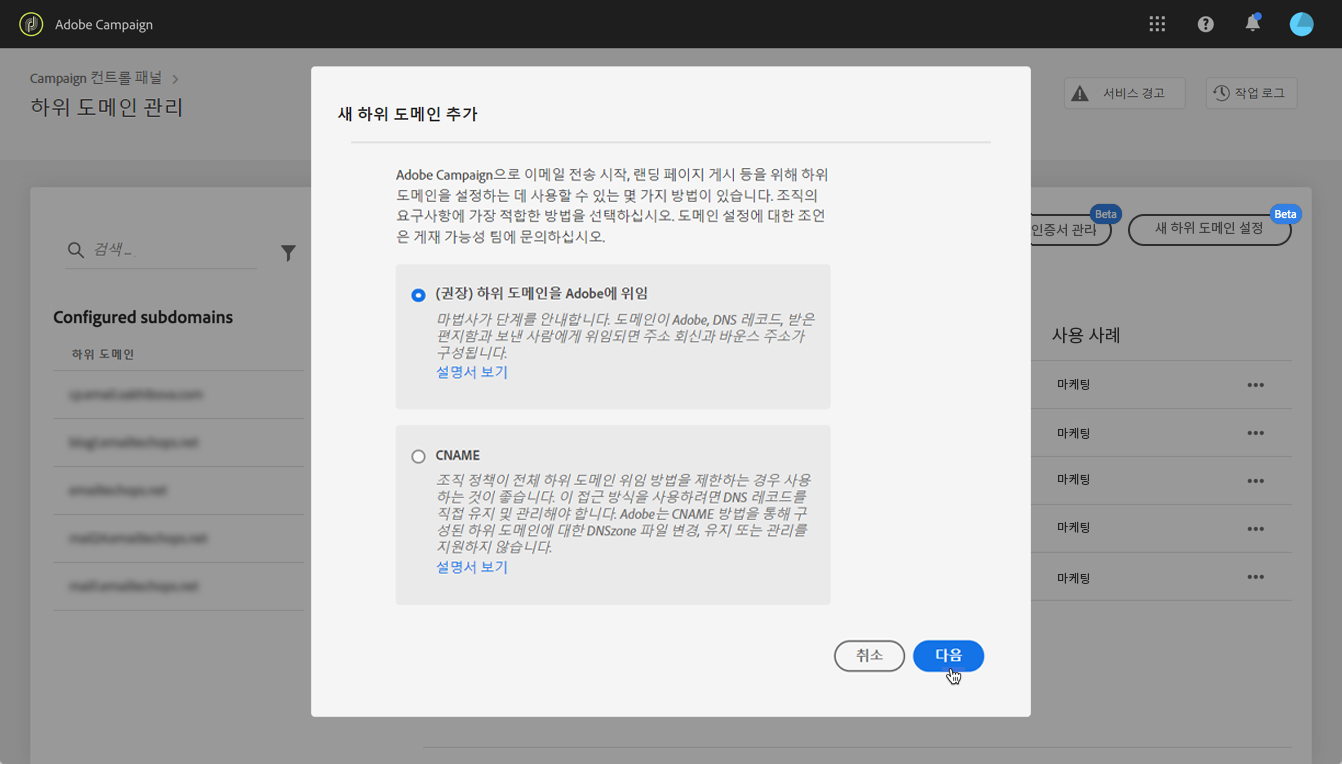 Adobe Campaign
Campaign 컨트롤 패널
하위 도메인 관리
서비스 경고
작업 로그
새 하위 도메인 추가
Adobe Campaign으로 이메일 전송 시작, 랜딩 페이지 게시 등을 위해 하위
도메인을 설정하는 데 사용할 수 있는 몇 가지 방법이 있습니다. 조직의
요구사항에 가장 적합한 방법을 선택하십시오. 도메인 설정에 대한 조언
은 게재 가능성 팀에 문의하십시오.
(권장) 하위 도메인을 Adobe에 위임
마법사가 단계를 안내합니다. 도메인이 Adobe, DNS 레코드, 받은
편지함과 보낸 사람에게 위임되면 주소 회신과 바운스 주소가
구성됩니다.
설명서 보기
CNAME
조직 정책이 전체 하위 도메인 위임 방법을 제한하는 경우 사용
하는 것이 좋습니다. 이 접근 방식을 사용하려면 DNS 레코드를
직접 유지 및 관리해야 합니다. Adobe는 CNAME 방법을 통해 구
성된 하위 도메인에 대한 DNSzone 파일 변경, 유지 또는 관리를
지원하지 않습니다.
설명서 보기
취소
다음
검색...
Configured subdomains
하위 도메인
Beta
인증서 관리
Beta
새 하위 도메인 설정
사용 사례
마케팅
마케팅
마케팅
마케팅
마케팅